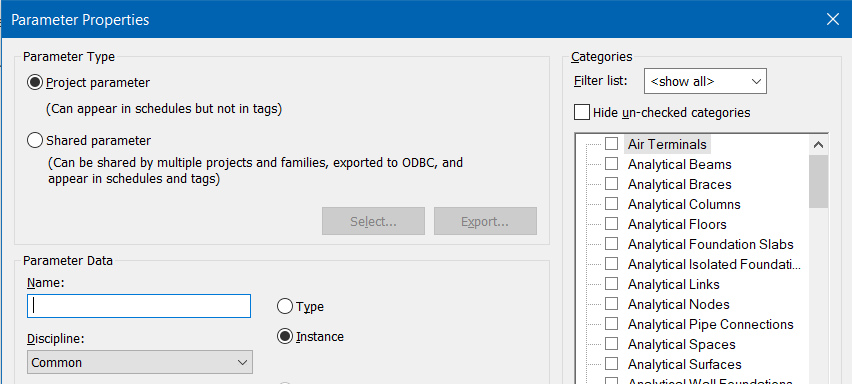 Parameter Properties
Parameter Type
Project parameter
(Can appear in schedules but not in tags)
Shared parameter
(Can be shared by multiple projects and families, exported to ODBC, and
appear in schedules and tags)
Select...
Export...
Parameter Data
Name:
Type
Instance
Discipline:
Common
Categories
Filter list:
<show all>
Hide un-checked categories
Air Terminals
Analytical Beams
Analytical Braces
Analytical Columns
Analytical Floors
Analytical Foundation Slabs
Analytical Isolated Foundati...
Analytical Links
Analytical Nodes
Analytical Pipe Connections
Analytical Spaces
Analytical Surfaces
Analytical Wall Foundations